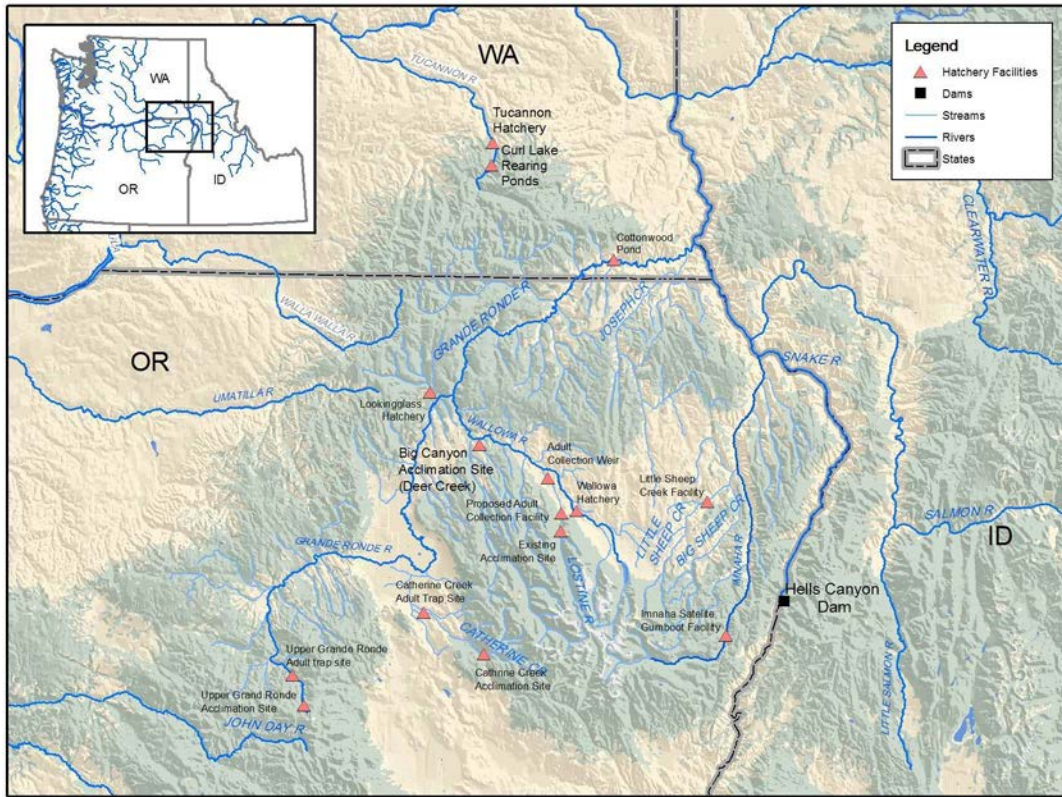 WA
OR
ID
WA
TUCANNON R
Tucannon
Hatchery
Curl Lake
Rearing
Ponds
Legend
Hatchery Facilities
Dams
Streams
Rivers
States
CLEARWATER R
Cottonwood
Pond
WALLA WALLA R
GRANDE RONDE R
JOSEPH CR
OR
SNAKE R
UMATILLA R
Lookingglass
Hatchery
WALLOWA R
Big Canyon
Acclimation Site
(Deer Creek)
Adult
Collection Weir
Wallowa
Hatchery
Proposed Adult
Collection Facility
Existing
Acclimation Site
Little Sheep
Creek Facility
LITTLE
SHEEP CR
BIG SHEEP CR
IMNAHA R
SALMON R
ID
GRANDE RONDE R
LOSTINE R
Catherine Creek
Adult Trap Site
CATHERINE CR
Cathrine Creek
Acclimation Site
Imnaha Satelite
Gumboot Facility
Hells Canyon
Dam
LITTLE SALMON R
Upper Grande Ronde
Adult trap site
Upper Grand Ronde
Acclimation Site
JOHN DAY R